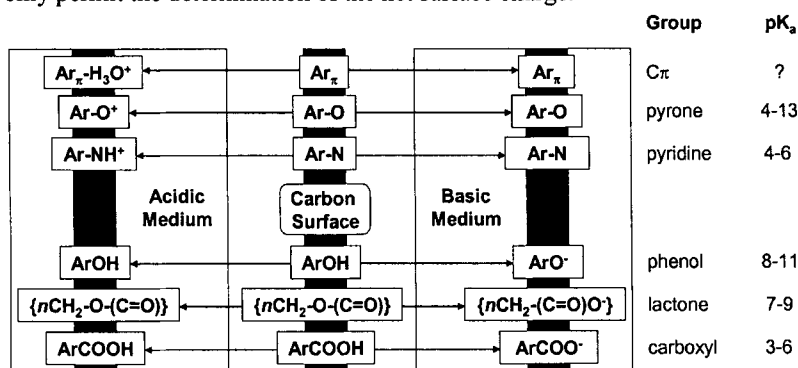 only permit the determination of the net surface charge.
Group pKₐ
Arπ-H₃O⁺ Arπ Arπ Cπ ?
Ar-O⁺ Ar-O Ar-O pyrone 4-13
Ar-NH⁺ Ar-N Ar-N pyridine 4-6
Acidic Medium
Carbon Surface
Basic Medium
ArOH ArOH ArO⁻ phenol 8-11
{nCH₂-O-(C=O)} {nCH₂-O-(C=O)} {nCH₂-(C=O)O⁻} lactone 7-9
ArCOOH ArCOOH ArCOO⁻ carboxyl 3-6